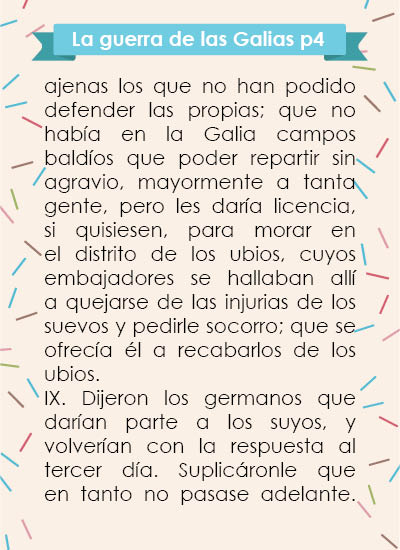 La guerra de las Galias p4
ajenas los que no han podido
defender las propias; que no
había en la Galia campos
baldíos que poder repartir sin
agravio, mayormente a tanta
gente, pero les daría licencia,
si quisiesen, para morar en
el distrito de los ubios, cuyos
embajadores se hallaban allí
a quejarse de las injurias de los
suevos y pedirle socorro; que se
ofrecía él a recabarlos de los
ubios.
IX. Dijeron los germanos que
darían parte a los suyos, y
volverían con la respuesta al
tercer día. Suplicáronle que
en tanto no pasase adelante.